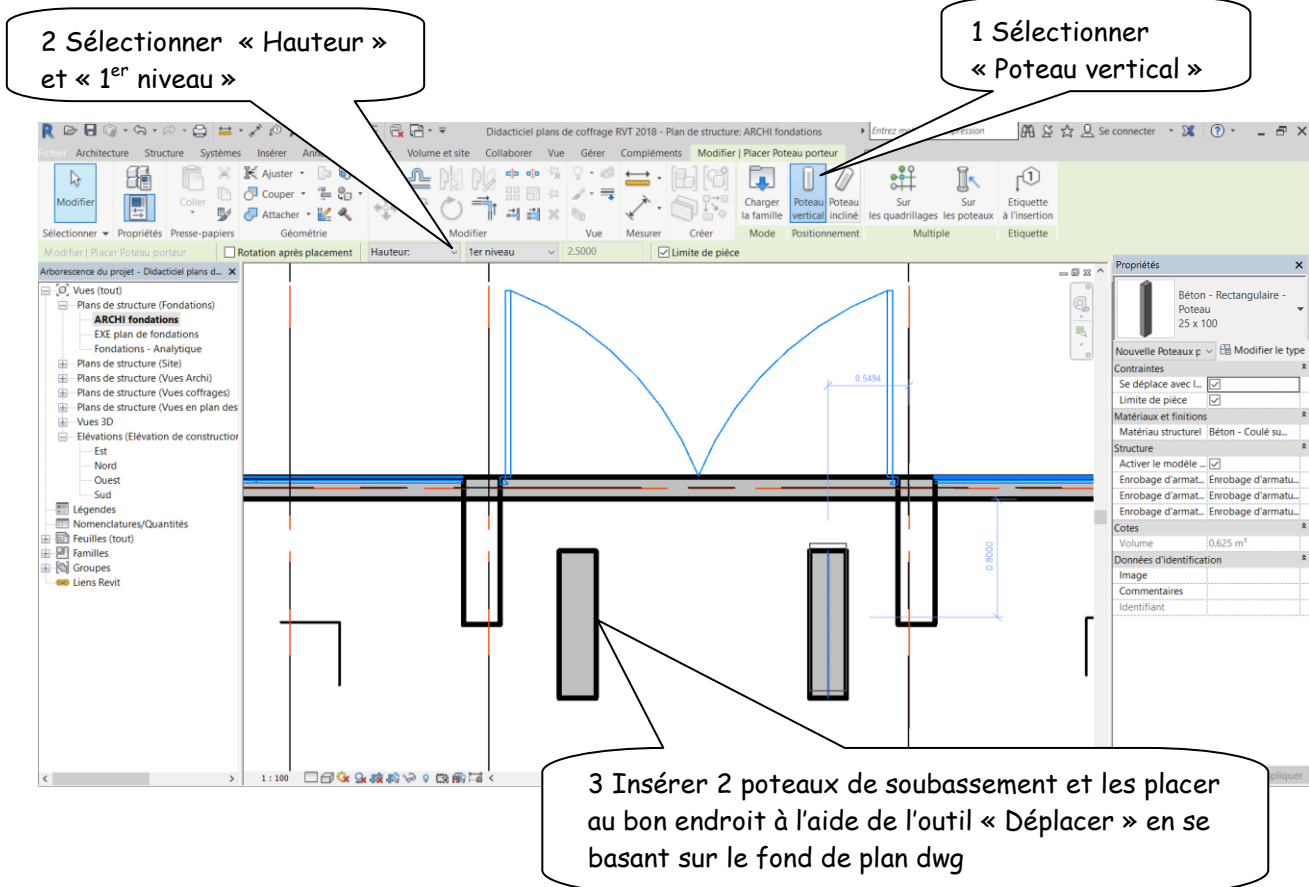 2 Sélectionner « Hauteur »
et « 1er niveau »
1 Sélectionner
« Poteau vertical »
Didacticiel plans de coffrage RVT 2018 - Plan de structure: ARCHI fondations
Se connecter
Architecture Structure Systèmes Insérer Volume et site Collaborer Vue Gérer Compléments Modifier | Placer Poteau porteur
Modifier
Coller
Ajuster
Couper
Attacher
Charger
la famille
Poteau
vertical
Poteau
incliné
Sur
les quadrillages
Sur
les poteaux
Etiquette
à l'insertion
Sélectionner Propriétés Presse-papiers Géométrie Modifier Vue Mesurer Créer Mode Positionnement Multiple Etiquette
Modifier | Placer Poteau porteur Rotation après placement Hauteur: 1er niveau 2.5000 Limite de pièce
Arborescence du projet - Didacticiel plans d...
Vues (tout)
Plans de structure (Fondations)
ARCHI fondations
EXE plan de fondations
Fondations - Analytique
Plans de structure (Site)
Plans de structure (Vues Archi)
Plans de structure (Vues coffrages)
Plans de structure (Vues en plan des
Vues 3D
Elévations (Elévation de construction
Est
Nord
Ouest
Sud
Légendes
Nomenclatures/Quantités
Feuilles (tout)
Familles
Groupes
Liens Revit
0.5494
0.8000
1 : 100
Propriétés
Béton - Rectangulaire -
Poteau
25 x 100
Nouvelle Poteaux p Modifier le type
Contraintes
Se déplace avec l...
Limite de pièce
Matériaux et finitions
Matériau structurel Béton - Coulé su...
Structure
Activer le modèle ...
Enrobage d'armat... Enrobage d'armatu...
Enrobage d'armat... Enrobage d'armatu...
Enrobage d'armat... Enrobage d'armatu...
Cotes
Volume 0.625 m³
Données d'identification
Image
Commentaires
Identifiant
3 Insérer 2 poteaux de soubassement et les placer
au bon endroit à l'aide de l'outil « Déplacer » en se
basant sur le fond de plan dwg